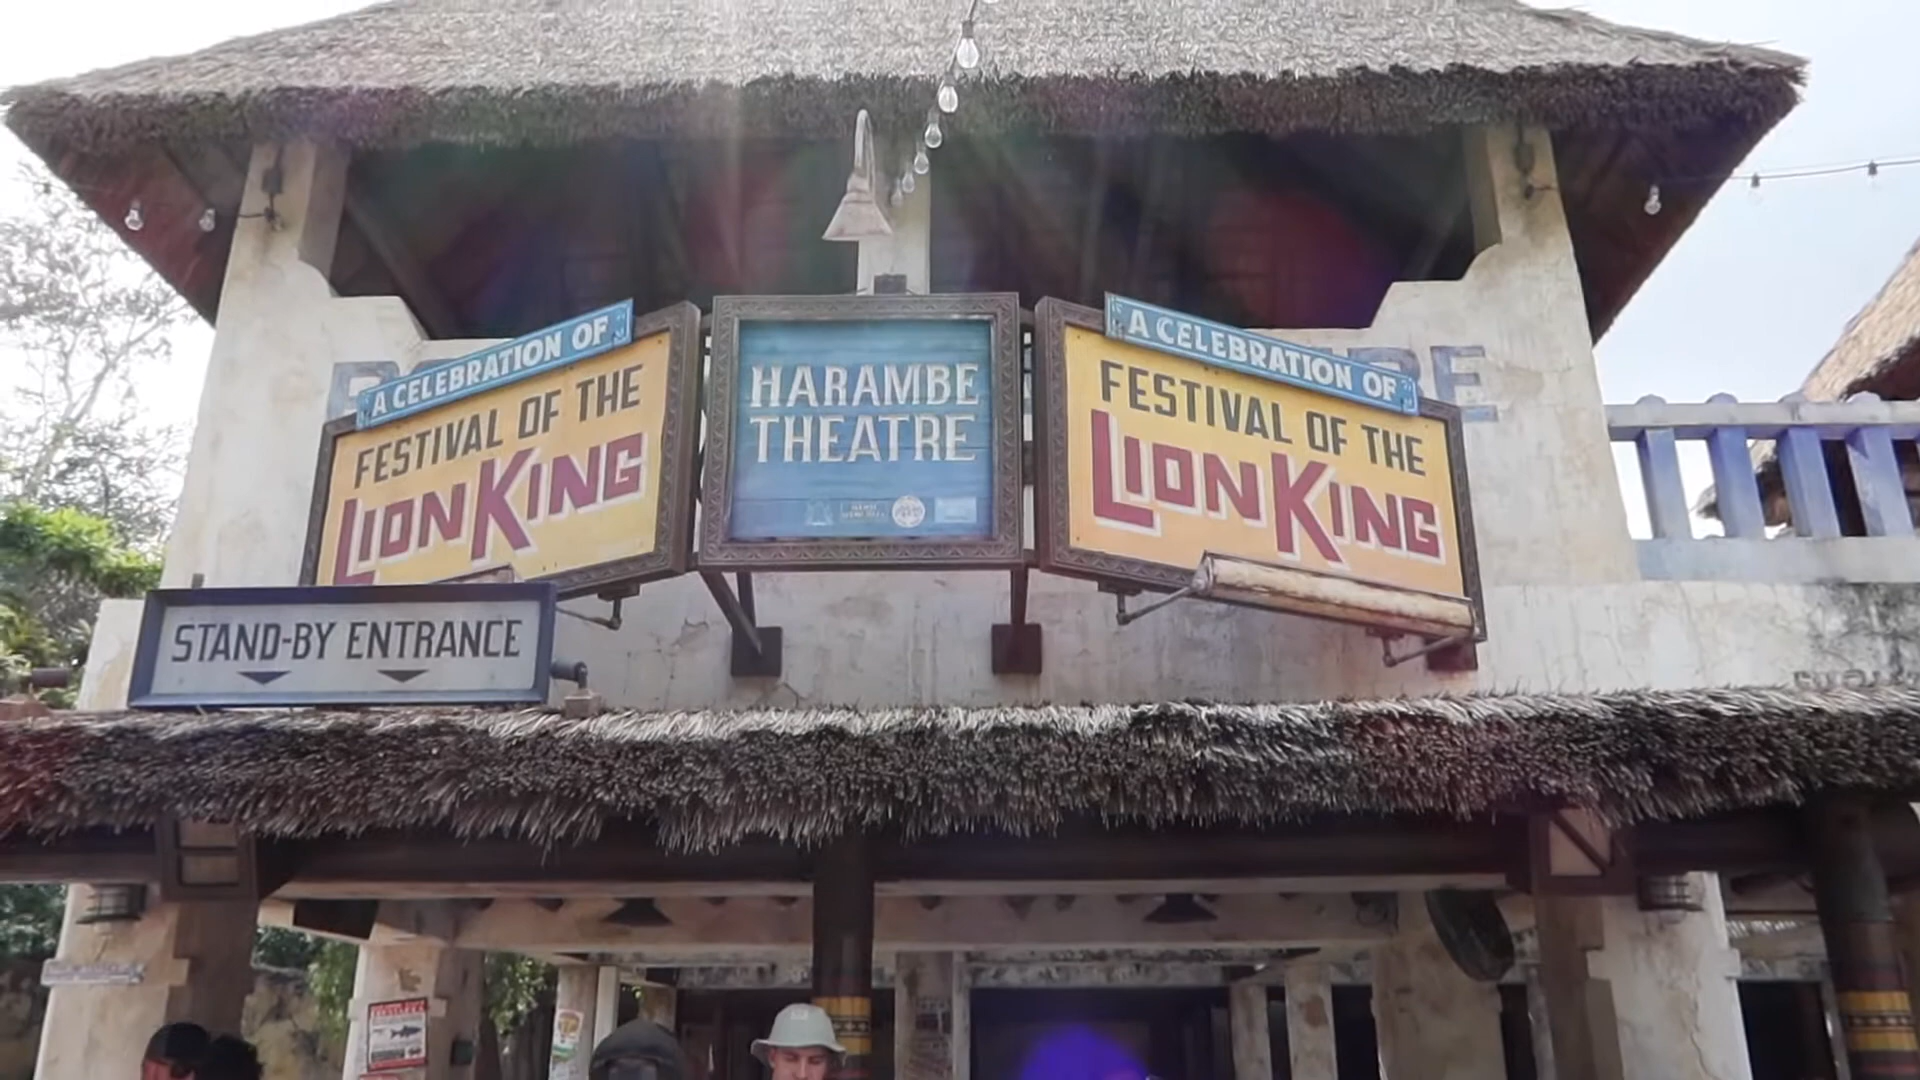 A CELEBRATION OF
FESTIVAL OF THE
LION KING
HARAMBE
THEATRE
A CELEBRATION OF
FESTIVAL OF THE
LION KING
STAND-BY ENTRANCE